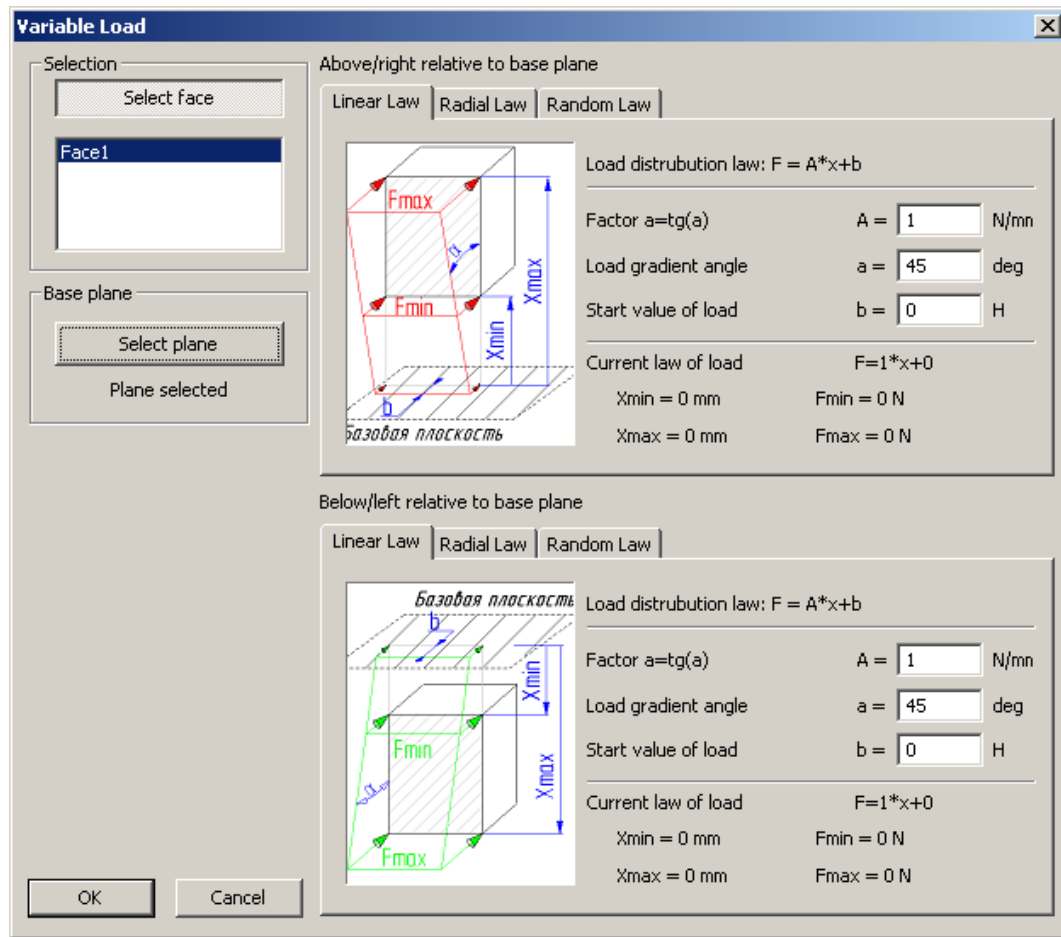 Variable Load
Selection
Select face
Face1
Base plane
Select plane
Plane selected
OK
Cancel
Above/right relative to base plane
Linear Law
Radial Law
Random Law
Fmax
α
Fmin
Xmin
Xmax
b
Базовая плоскость
Load distrubution law: F = A*x+b
Factor a=tg(a) A = 1 N/mn
Load gradient angle a = 45 deg
Start value of load b = 0 H
Current law of load F=1*x+0
Xmin = 0 mm Fmin = 0 N
Xmax = 0 mm Fmax = 0 N
Below/left relative to base plane
Linear Law
Radial Law
Random Law
Базовая плоскость
b
Xmin
Fmin
Xmax
α
Fmax
Load distrubution law: F = A*x+b
Factor a=tg(a) A = 1 N/mn
Load gradient angle a = 45 deg
Start value of load b = 0 H
Current law of load F=1*x+0
Xmin = 0 mm Fmin = 0 N
Xmax = 0 mm Fmax = 0 N